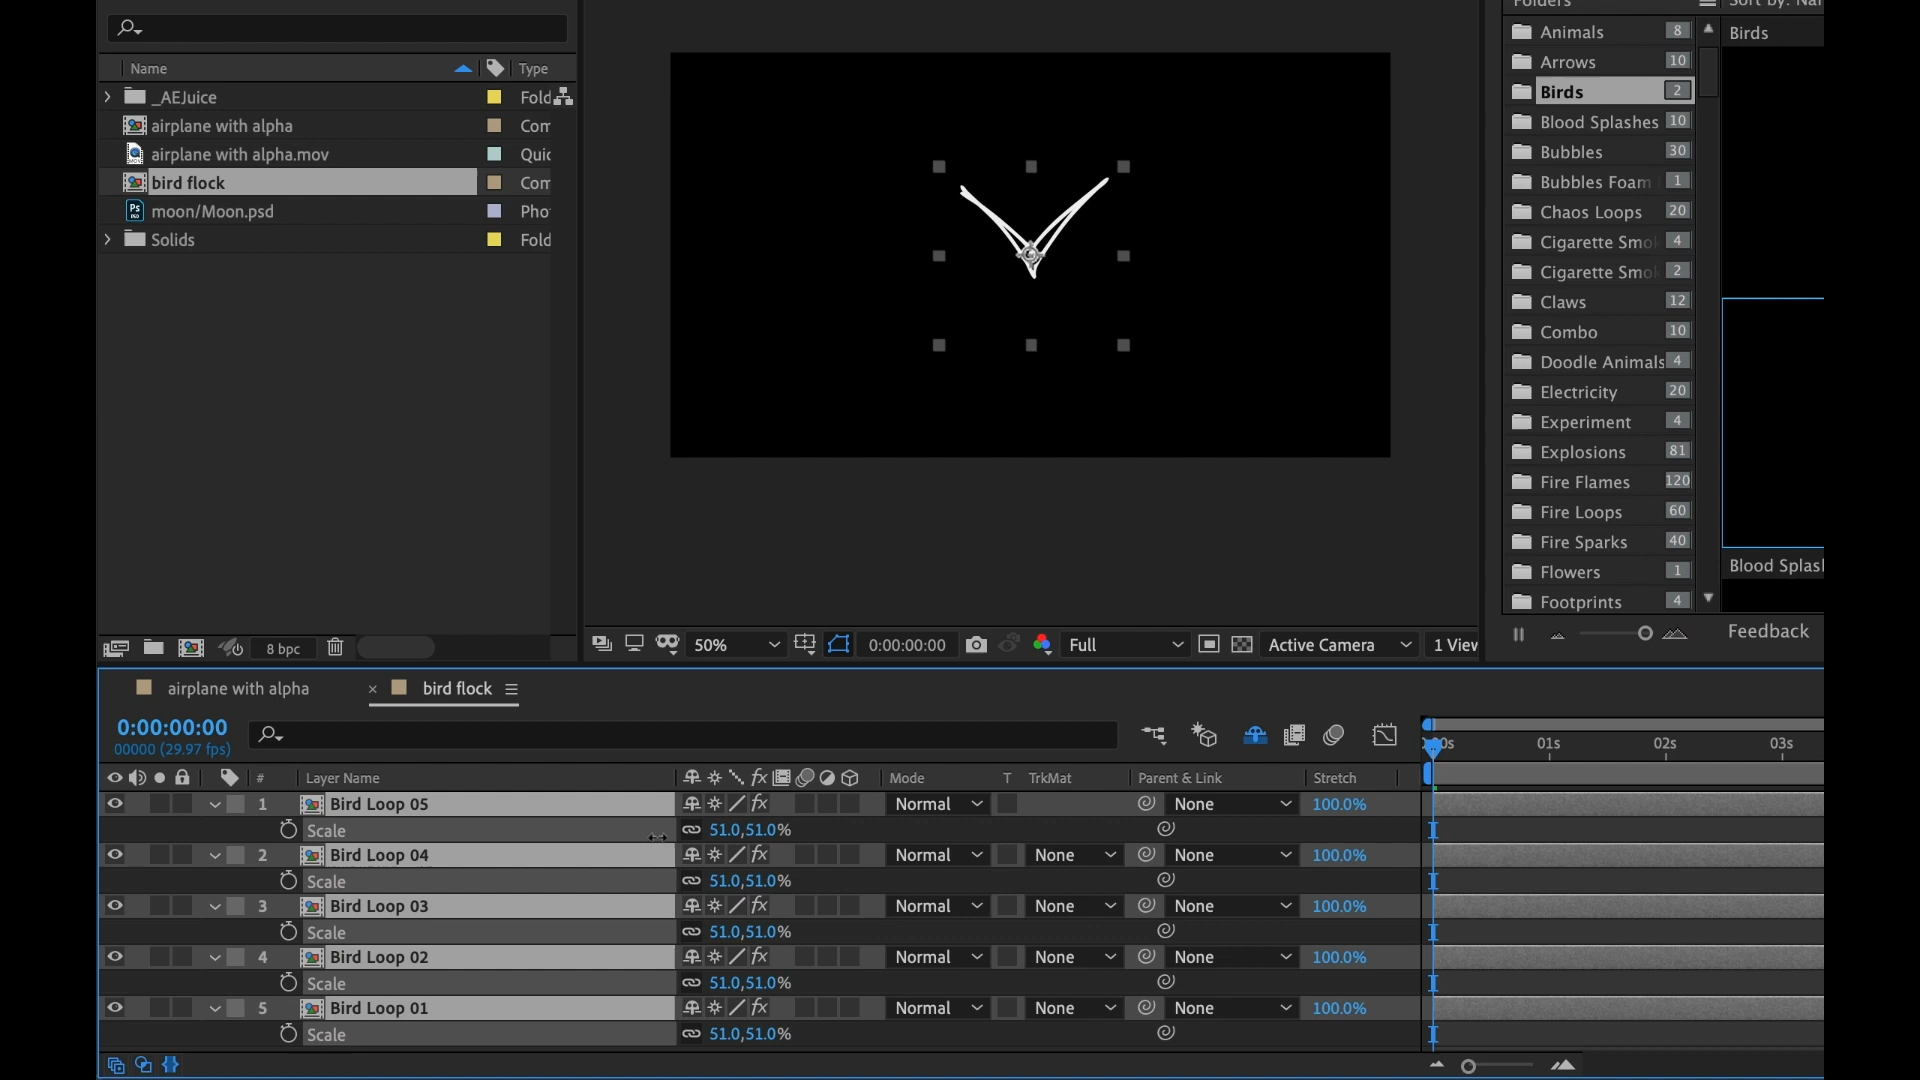 Name
Type
_AEJuice
Fold
airplane with alpha
Com
airplane with alpha.mov
Quic
bird flock
Com
moon/Moon.psd
Pho
Solids
Fold
8 bpc
50%
0:00:00:00
Full
Active Camera
1 View
Folders
Sort by: Nam
Animals 8
Arrows 10
Birds 2
Blood Splashes 10
Bubbles 30
Bubbles Foam 1
Chaos Loops 20
Cigarette Smo 4
Cigarette Smo 2
Claws 12
Combo 10
Doodle Animals 4
Electricity 20
Experiment 4
Explosions 81
Fire Flames 120
Fire Loops 60
Fire Sparks 40
Flowers 1
Footprints 4
Birds
Blood Splash
Feedback
airplane with alpha
× bird flock
0:00:00:00
00000 (29.97 fps)
01s 02s 03s
# Layer Name Mode T TrkMat Parent & Link Stretch
1 Bird Loop 05 Normal None 100.0%
Scale 51.0,51.0%
2 Bird Loop 04 Normal None None 100.0%
Scale 51.0,51.0%
3 Bird Loop 03 Normal None None 100.0%
Scale 51.0,51.0%
4 Bird Loop 02 Normal None None 100.0%
Scale 51.0,51.0%
5 Bird Loop 01 Normal None None 100.0%
Scale 51.0,51.0%